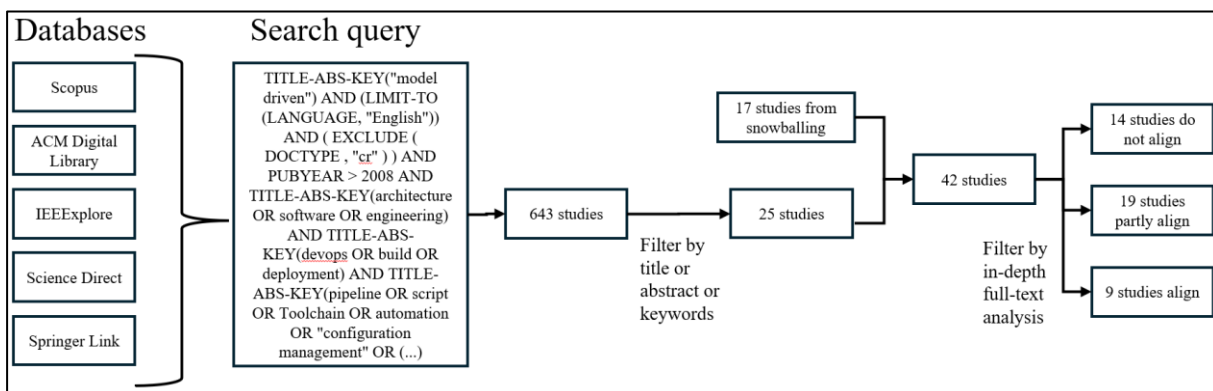 Databases
Scopus
ACM Digital
Library
IEEExplore
Science Direct
Springer Link
Search query
TITLE-ABS-KEY("model
driven") AND (LIMIT-TO
(LANGUAGE, "English"))
AND ( EXCLUDE (
DOCTYPE , "cr" ) ) AND
PUBYEAR > 2008 AND
TITLE-ABS-KEY(architecture
OR software OR engineering)
AND TITLE-ABS-
KEY(devops OR build OR
deployment) AND TITLE-
ABS-KEY(pipeline OR script
OR Toolchain OR automation
OR "configuration
management" OR (...)
643 studies
Filter by
title or
abstract or
keywords
17 studies from
snowballing
25 studies
42 studies
Filter by
in-depth
full-text
analysis
14 studies do
not align
19 studies
partly align
9 studies align